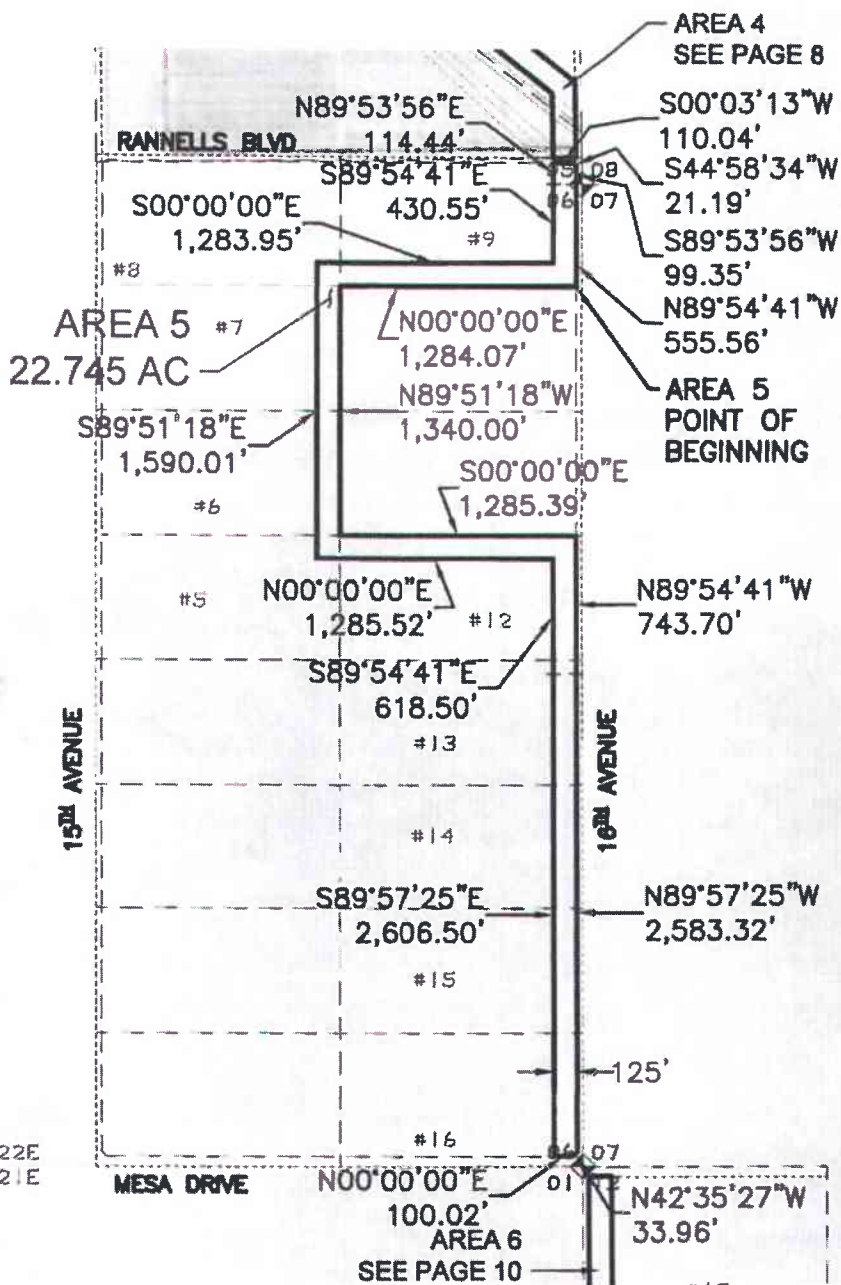 AREA 4
SEE PAGE 8
N89°53'56"E
114.44'
S00°03'13"W
110.04'
RANNELLS BLVD
S89°54'41"E
430.55'
05 08
06 07
S44°58'34"W
21.19'
S00°00'00"E
1,283.95'
#9
S89°53'56"W
99.35'
#8
AREA 5
22.745 AC
#7
N00°00'00"E
1,284.07'
N89°54'41"W
555.56'
N89°51'18"W
1,340.00'
AREA 5
POINT OF
BEGINNING
S89°51'18"E
1,590.01'
S00°00'00"E
1,285.39'
#6
#5
N00°00'00"E
1,285.52'
#12
N89°54'41"W
743.70'
S89°54'41"E
618.50'
#13
15TH AVENUE
16TH AVENUE
#14
S89°57'25"E
2,606.50'
N89°57'25"W
2,583.32'
#15
125'
#16
06 07
22E
21E
MESA DRIVE
N00°00'00"E
100.02'
01
N42°35'27"W
33.96'
AREA 6
SEE PAGE 10